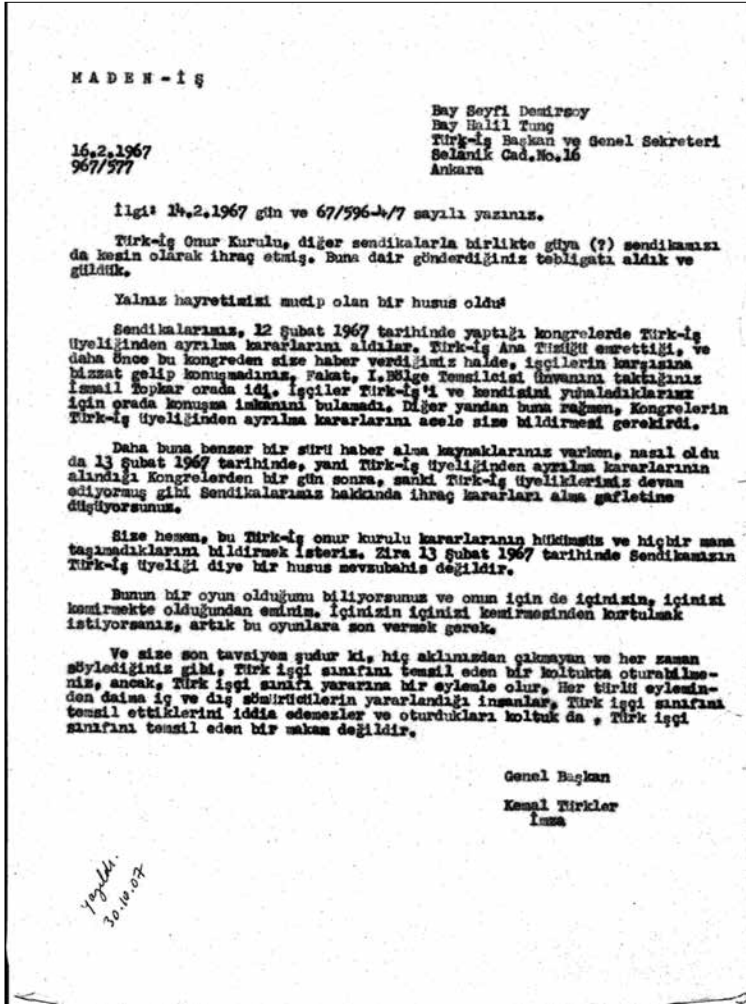 MADEN-İŞ
Bay Seyfi Demirsoy
Bay Halil Tunç
Türk-İş Başkan ve Genel Sekreteri
Selanik Cad.No.16
Ankara
16.2.1967
967/577
İlgi: 14.2.1967 gün ve 67/596-4/7 sayılı yazınız.
Türk-İş Onur Kurulu, diğer sendikalarla birlikte güya (?) sendikamızı
da kesin olarak ihraç etmiş. Buna dair gönderdiğiniz tebligatı aldık ve
güldük.
Yalnız hayretimizi mucip olan bir husus oldu:
Sendikalarımız, 12 Şubat 1967 tarihinde yaptığı kongrelerde Türk-İş
üyeliğinden ayrılma kararlarını aldılar. Türk-İş Ana Tüzüğü emrettiği, ve
daha önce bu kongreden size haber verdiğimiz halde, işçilerin karşısına
bizzat gelip konuşmadınız, Fakat, I.Bölge Temsilcisi ünvanını taktığınız
İsmail Topkar orada idi. İşçiler Türk-İş'i ve kendisini yuhaladıklarını
için orada konuşma imkanını bulamadı. Diğer yandan buna rağmen, Kongrelerin
Türk-İş üyeliğinden ayrılma kararlarını acele size bildirmesi gerekirdi.
Daha buna benzer bir sürü haber alma kaynaklarınız varken, nasıl oldu
da 13 Şubat 1967 tarihinde, yani Türk-İş üyeliğinden ayrılma kararlarının
alındığı Kongrelerden bir gün sonra, sanki Türk-İş üyeliklerimiz devam
ediyormuş gibi Sendikalarımız hakkında ihraç kararları alma gafletine
düşüyorsunuz.
Size hemen, bu Türk-İş onur kurulu kararlarının hükümsüz ve hiçbir mana
taşımadıklarını bildirmek isteriz. Zira 13 Şubat 1967 tarihinde Sendikamızın
Türk-İş üyeliği diye bir husus mevzubahis değildir.
Bunun bir oyun olduğunu biliyorsunuz ve onun için de içinizin, içinizi
kemirmekte olduğundan eminim. İçinizin içinizi kemirmesinden kurtulmak
istiyorsanız, artık bu oyunlara son vermek gerek.
Ve size son tavsiyem şudur ki, hiç aklınızdan çıkmayan ve her zaman
söylediğiniz gibi, Türk işçi sınıfını temsil eden bir koltukta oturabilme-
niz, ancak, Türk işçi sınıfı yararına bir eylemle olur. Her türlü eylemin-
den daima iç ve dış sömürücülerin yararlandığı insanlar, Türk işçi sınıfını
temsil ettiklerini iddia edemezler ve oturdukları koltuk da , Türk işçi
sınıfını temsil eden bir makam değildir.
Genel Başkan
Kemal Türkler
İmza
yazıldı.
30.10.07